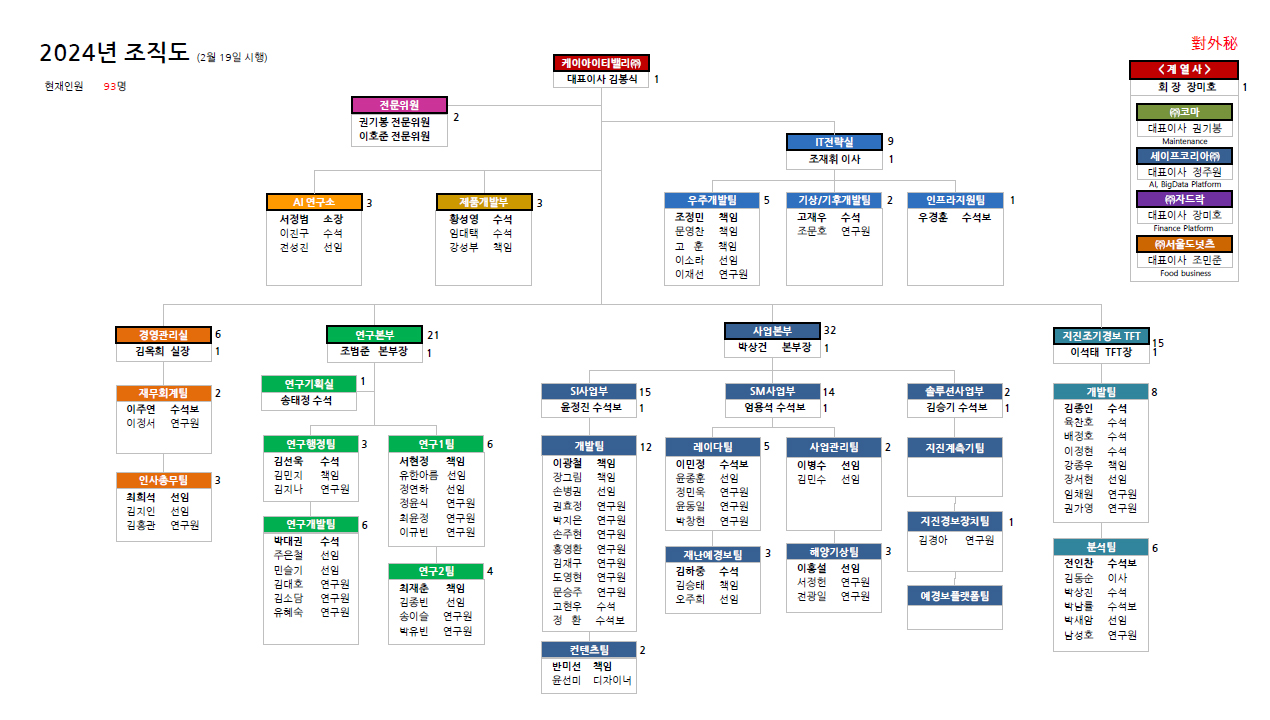 2024년 조직도 (2월 19일 시행)
對外秘
현재인원 93명
케이아이티밸리㈜
대표이사 김봉식 1
<계 열 사>
회 장 장미호 1
㈜코마
대표이사 권기봉
Maintenance
세이프코리아㈜
대표이사 정주원
AI, BigData Platform
㈜자드락
대표이사 장미호
Finance Platform
㈜서울도넛츠
대표이사 조민준
Food business
전문위원 2
권기봉 전문위원
이호준 전문위원
IT전략실 9
조재휘 이사 1
AI 연구소 3
서정범 소장
이진구 수석
전성진 선임
제품개발부 3
황성영 수석
임대택 수석
강성부 책임
우주개발팀 5
조정민 책임
문영찬 책임
고 훈 책임
이소라 선임
이재선 연구원
기상/기후개발팀 2
고재우 수석
조문호 연구원
인프라지원팀 1
우경훈 수석보
경영관리실 6
김옥희 실장 1
재무회계팀 2
이주연 수석보
이정서 연구원
인사총무팀 3
최희석 선임
김지인 선임
김홍관 연구원
연구본부 21
조범준 본부장 1
연구기획실 1
송태정 수석
연구행정팀 3
김선욱 수석
김민지 책임
김지나 연구원
연구개발팀 6
박대권 수석
주은철 선임
민슬기 선임
김대호 연구원
김소담 연구원
유혜숙 연구원
연구1팀 6
서현정 책임
유한아름 선임
정연하 선임
정윤식 연구원
최윤정 연구원
이규빈 연구원
연구2팀 4
최재춘 책임
김종빈 선임
송이슬 연구원
박유빈 연구원
사업본부 32
박상건 본부장 1
SI사업부 15
윤정진 수석보 1
개발팀 12
이광철 책임
장그림 책임
손병권 선임
권효정 연구원
박지은 연구원
손주현 연구원
홍영환 연구원
김재구 연구원
도영현 연구원
문승주 연구원
고현우 수석
정 환 수석보
컨텐츠팀 2
반미선 책임
윤선미 디자이너
SM사업부 14
엄용석 수석보 1
레이다팀 5
이민정 수석보
윤종훈 선임
정민욱 연구원
윤동일 연구원
박창현 연구원
재난예경보팀 3
김하중 수석
김승태 책임
오주희 선임
사업관리팀 2
이병수 선임
김민수 선임
해양기상팀 3
이홍설 선임
서정헌 연구원
전광일 연구원
솔루션사업부 2
김승기 수석보 1
지진계측기팀
지진경보장치팀 1
김경아 연구원
예경보플랫폼팀
지진조기경보 TFT 15
이석태 TFT장 1
개발팀 8
김종인 수석
육찬호 수석
배정호 수석
이정현 수석
강종우 책임
장서현 선임
임채원 연구원
권가영 연구원
분석팀 6
전인찬 수석보
김동순 이사
박상진 수석
박남률 수석보
박새암 선임
남성호 연구원